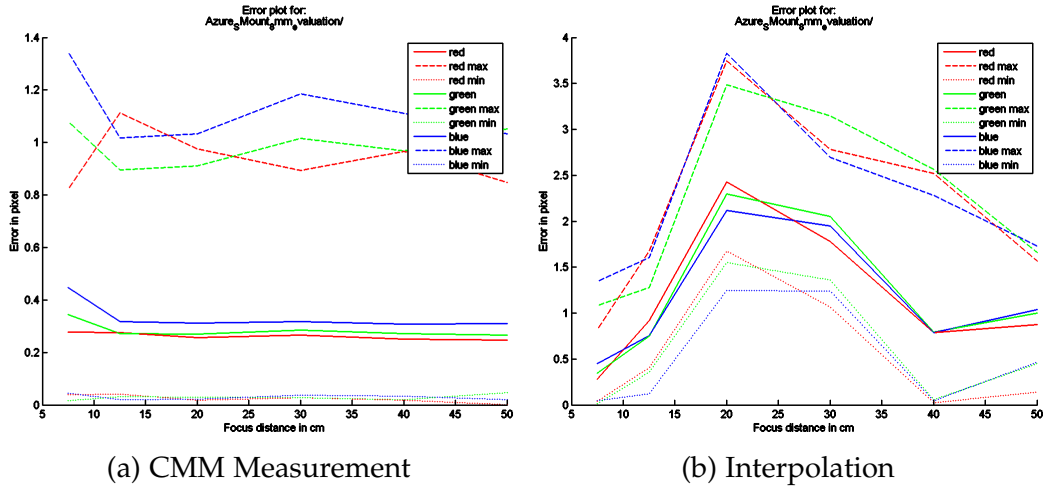 Error plot for:
Azure_SMount_8mm_evaluation/
1.4
1.2
1
0.8
0.6
0.4
0.2
0
Error in pixel
5
10
15
20
25
30
35
40
45
50
Focus distance in cm
red
red max
red min
green
green max
green min
blue
blue max
blue min
(a) CMM Measurement
Error plot for:
Azure_SMount_8mm_evaluation/
4
3.5
3
2.5
2
1.5
1
0.5
0
Error in pixel
5
10
15
20
25
30
35
40
45
50
Focus distance in cm
red
red max
red min
green
green max
green min
blue
blue max
blue min
(b) Interpolation